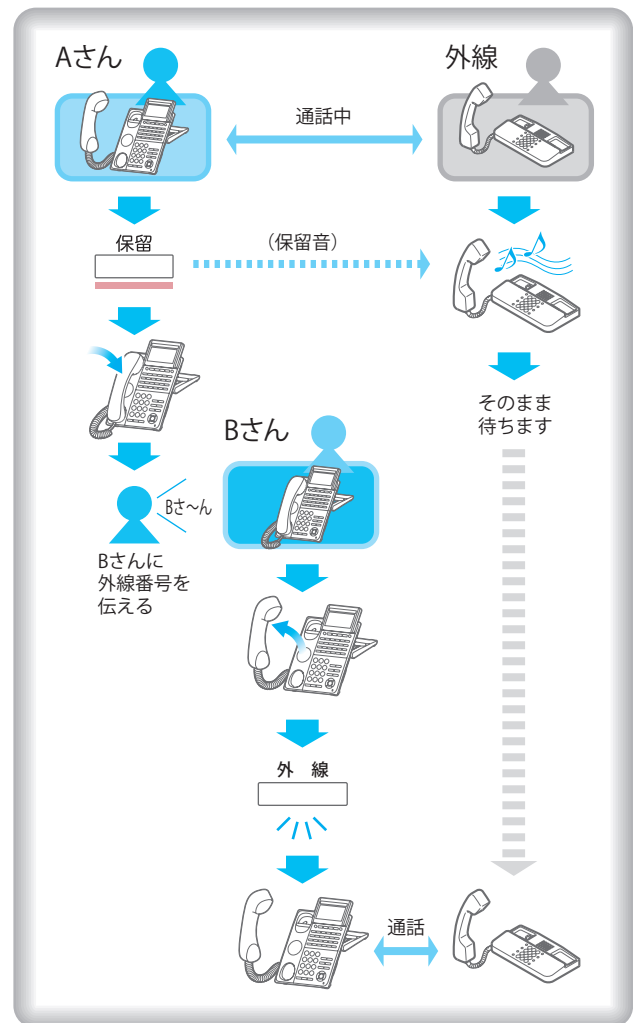 Aさん
外線
通話中
保留
（保留音）
そのまま
待ちます
Bさん
Bさ～ん
Bさんに
外線番号を
伝える
外 線
通話